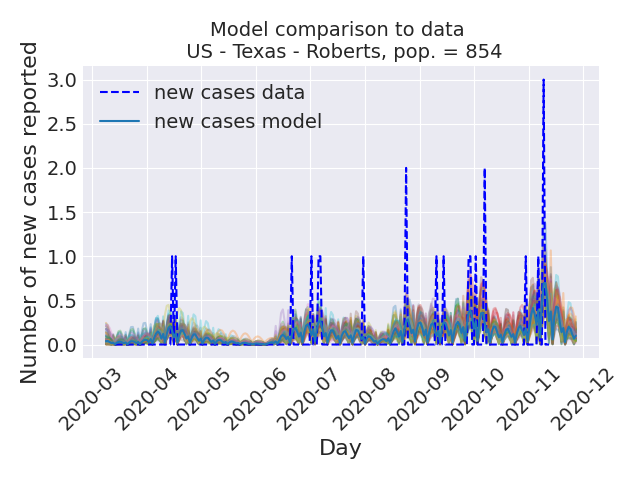 Model comparison to data
US - Texas - Roberts, pop. = 854
Number of new cases reported
3.0
2.5
2.0
1.5
1.0
0.5
0.0
new cases data
new cases model
2020-03
2020-04
2020-05
2020-06
2020-07
2020-08
2020-09
2020-10
2020-11
2020-12
Day